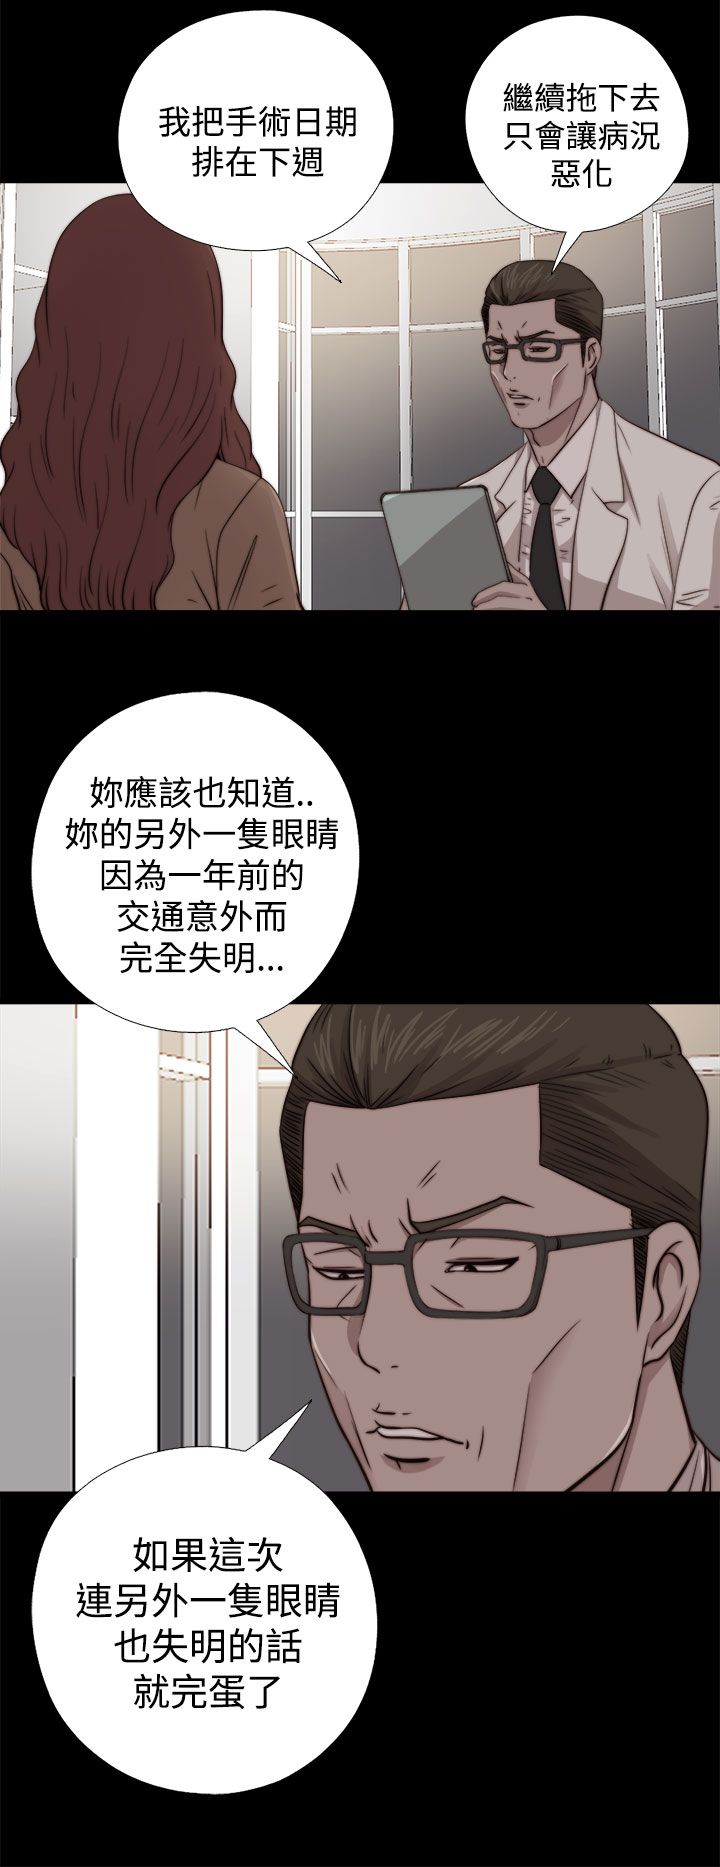 我把手術日期
排在下週
繼續拖下去
只會讓病況
惡化
妳應該也知道..
妳的另外一隻眼睛
因為一年前的
交通意外而
完全失明...
如果這次
連另外一隻眼睛
也失明的話
就完蛋了